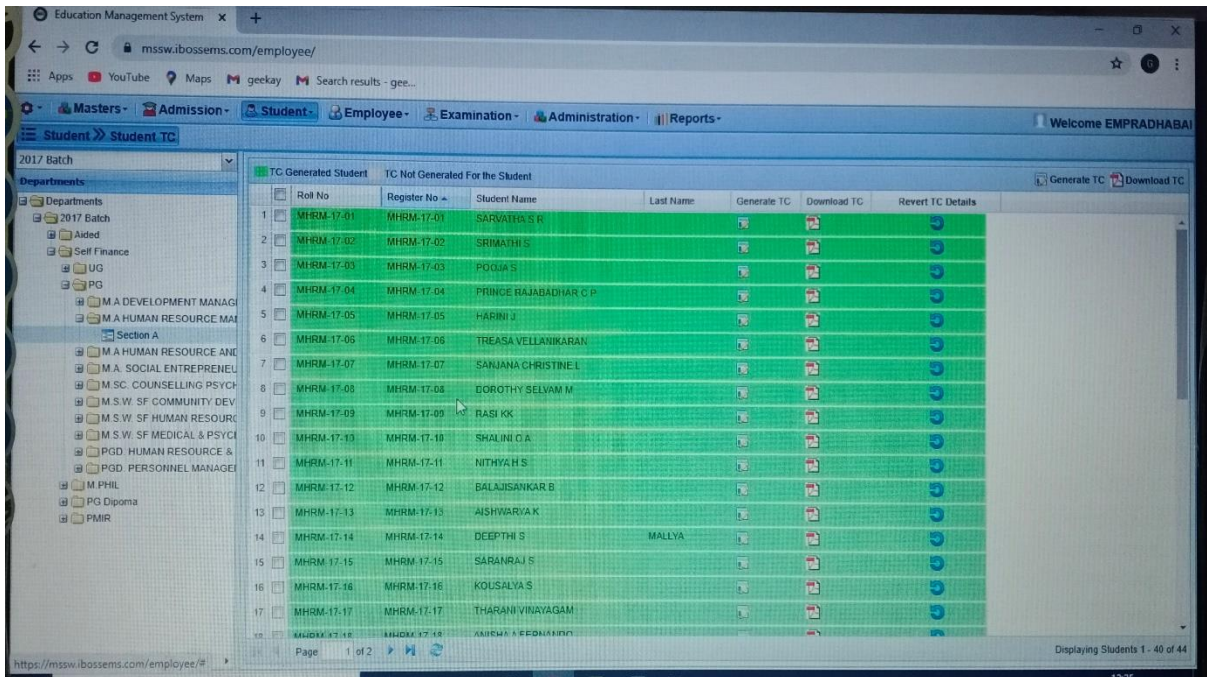 Education Management System x +
mssw.ibossems.com/employee/
Apps YouTube Maps geekay Search results - gee...
Masters Admission Student Employee Examination Administration Reports
Welcome EMPRADHABAI
Student Student TC
2017 Batch
TC Generated Student TC Not Generated For the Student
Generate TC Download TC
Departments
Departments
2017 Batch
Aided
Self Finance
UG
PG
M A DEVELOPMENT MANAGE
M A HUMAN RESOURCE MAN
Section A
M A HUMAN RESOURCE AND
M.A. SOCIAL ENTREPRENEU
M.SC. COUNSELLING PSYCH
M.S.W. SF COMMUNITY DEV
M.S.W. SF HUMAN RESOURC
M.S.W. SF MEDICAL & PSYCI
PGD. HUMAN RESOURCE &
PGD. PERSONNEL MANAGEI
M.PHIL
PG Dipoma
PMIR
Roll No Register No Student Name Last Name Generate TC Download TC Revert TC Details
1 MHRM-17-01 MHRM-17-01 SARVATHA S R
2 MHRM-17-02 MHRM-17-02 SRIMATHI S
3 MHRM-17-03 MHRM-17-03 POOJA S
4 MHRM-17-04 MHRM-17-04 PRINCE RAJABADHAR C P
5 MHRM-17-05 MHRM-17-05 HARINI J
6 MHRM-17-06 MHRM-17-06 TREASA VELLANIKARAN
7 MHRM-17-07 MHRM-17-07 SANJANA CHRISTINE L
8 MHRM-17-08 MHRM-17-08 DOROTHY SELVAM M
9 MHRM-17-09 MHRM-17-09 RASI KK
10 MHRM-17-10 MHRM-17-10 SHALINI O A
11 MHRM-17-11 MHRM-17-11 NITHYA H S
12 MHRM-17-12 MHRM-17-12 BALAJISANKAR B
13 MHRM-17-13 MHRM-17-13 AISHWARYA K
14 MHRM-17-14 MHRM-17-14 DEEPTHI S MALLYA
15 MHRM-17-15 MHRM-17-15 SARANRAJ S
16 MHRM-17-16 MHRM-17-16 KOUSALYA S
17 MHRM-17-17 MHRM-17-17 THARANI VINAYAGAM
18 MHRM-17-18 MHRM-17-18 ANISHA A FERNANDO
Page 1 of 2
Displaying Students 1 - 40 of 44
https://mssw.ibossems.com/employee/#